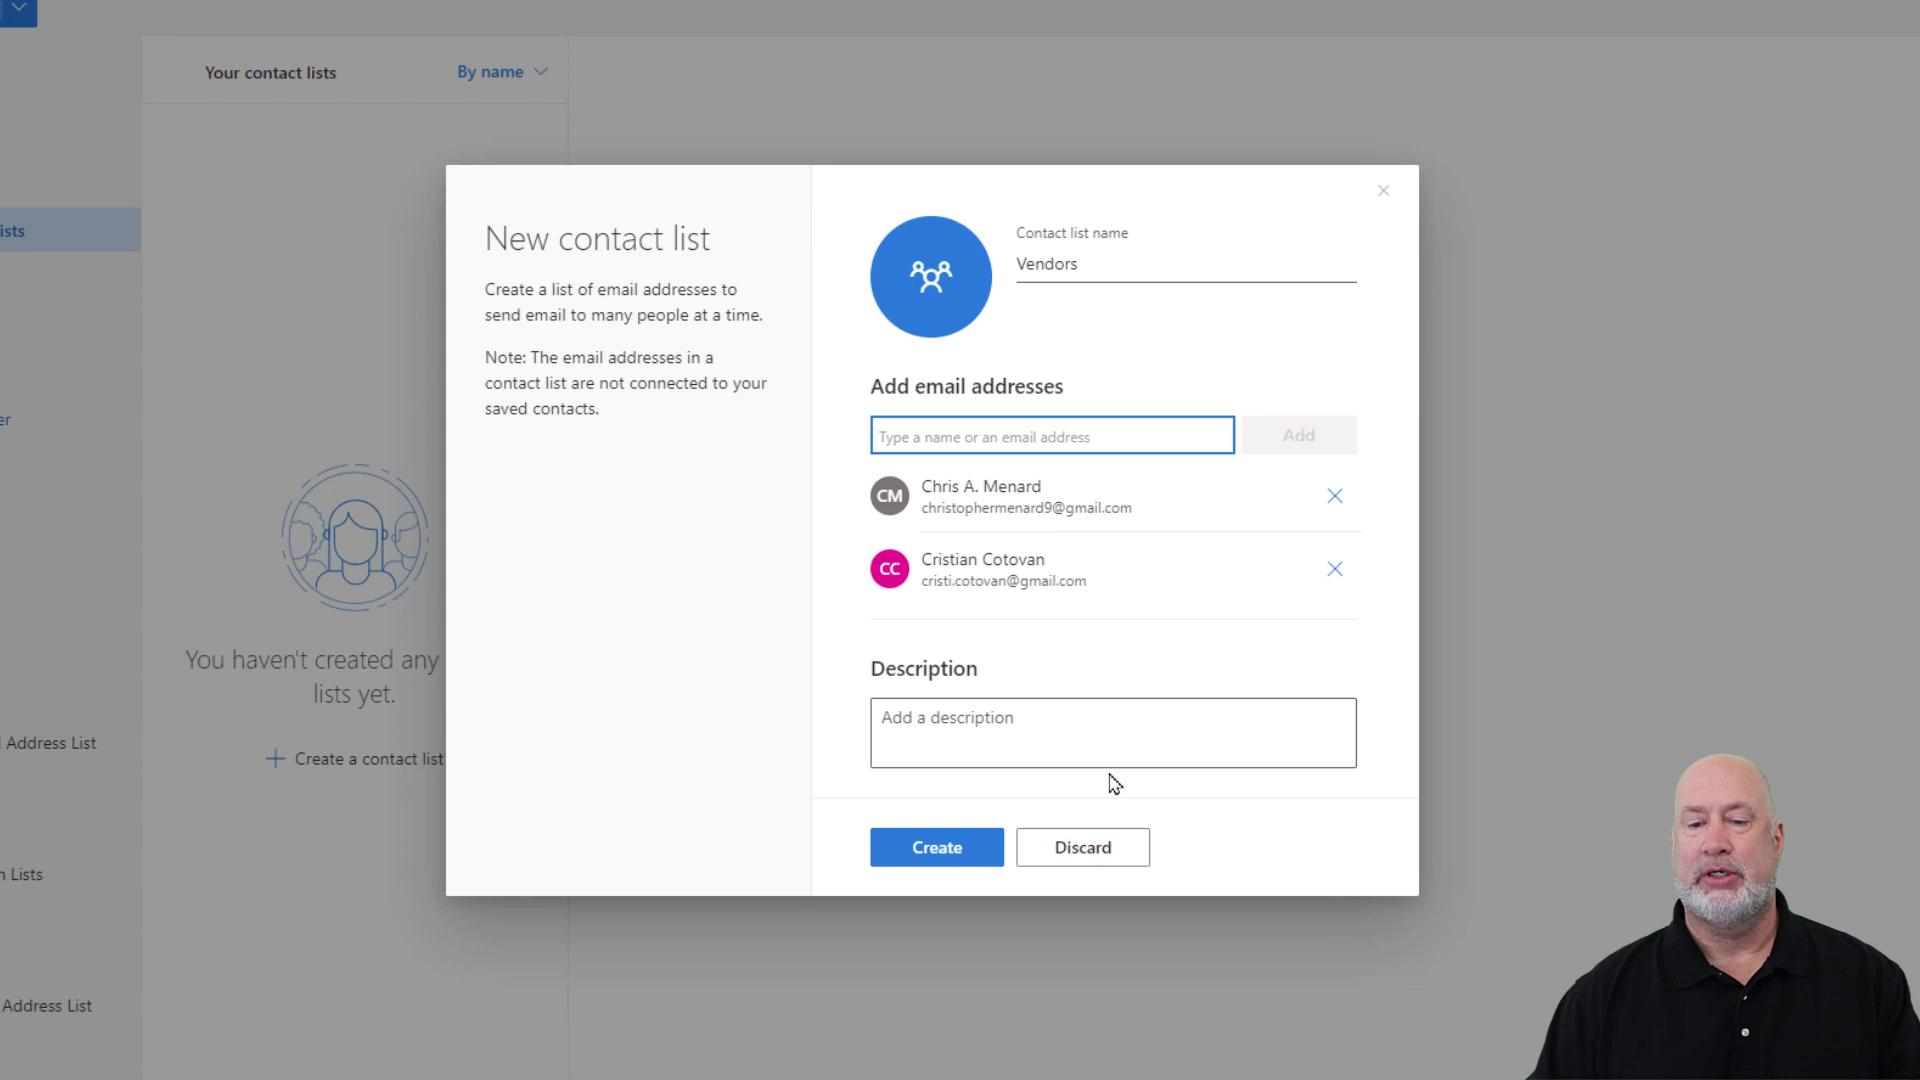 Your contact lists
By name
ists
er
Address List
n Lists
Address List
You haven't created any
lists yet.
Create a contact list
New contact list
Create a list of email addresses to
send email to many people at a time.
Note: The email addresses in a
contact list are not connected to your
saved contacts.
Contact list name
Vendors
Add email addresses
Type a name or an email address
Add
CM
Chris A. Menard
christophermenard9@gmail.com
CC
Cristian Cotovan
cristi.cotovan@gmail.com
Description
Add a description
Create
Discard